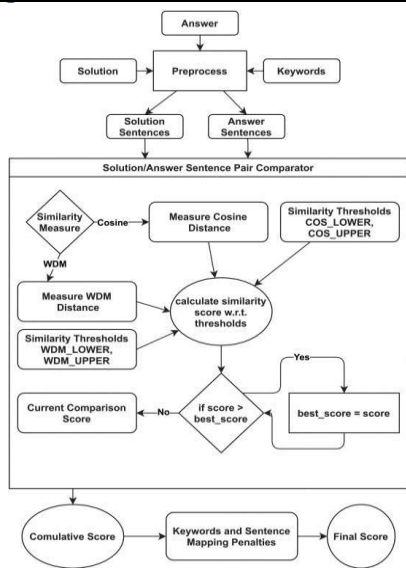 Answer
Solution
Preprocess
Keywords
Solution
Sentences
Answer
Sentences
Solution/Answer Sentence Pair Comparator
Similarity
Measure
Cosine
Measure Cosine
Distance
Similarity Thresholds
COS_LOWER,
COS_UPPER
WDM
Measure WDM
Distance
calculate similarity
score w.r.t.
thresholds
Similarity Thresholds
WDM_LOWER,
WDM_UPPER
Yes
Current Comparison
Score
No
if score >
best_score
best_score = score
Comulative Score
Keywords and Sentence
Mapping Penalties
Final Score